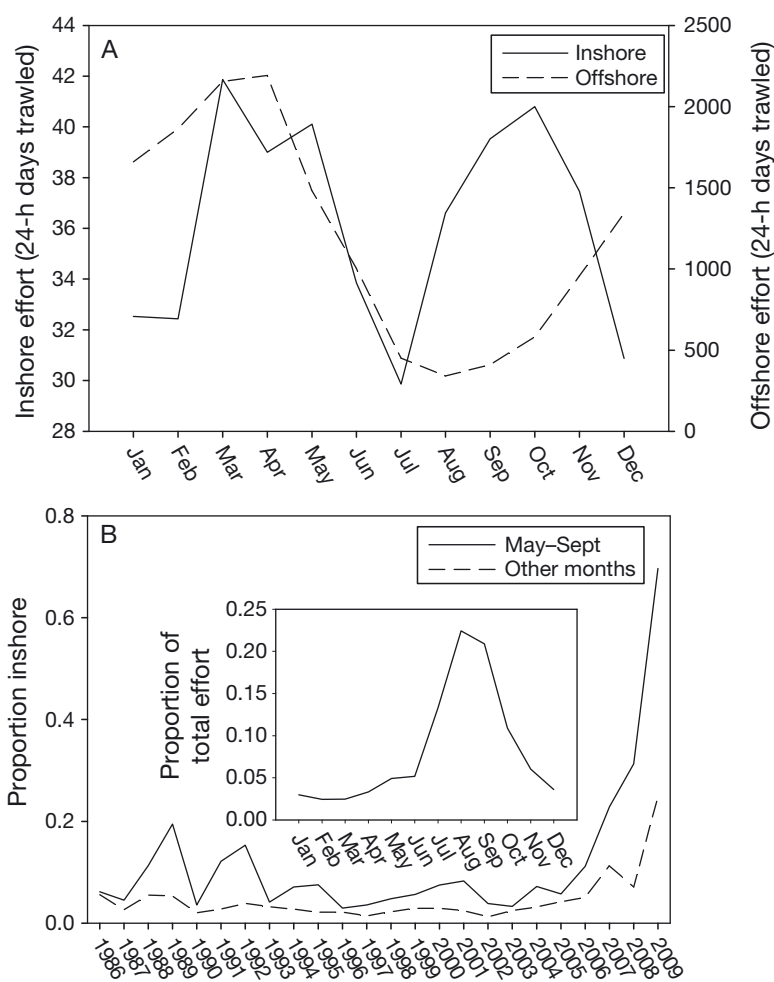 A
Inshore
Offshore
Inshore effort (24-h days trawled)
44
42
40
38
36
34
32
30
28
Offshore effort (24-h days trawled)
2500
2000
1500
1000
500
0
Jan Feb Mar Apr May Jun Jul Aug Sep Oct Nov Dec
B
May–Sept
Other months
Proportion inshore
0.8
0.6
0.4
0.2
0.0
Proportion of
total effort
0.25
0.20
0.15
0.10
0.05
0.00
Jan Feb Mar Apr May Jun Jul Aug Sep Oct Nov Dec
1986 1987 1988 1989 1990 1991 1992 1993 1994 1995 1996 1997 1998 1999 2000 2001 2002 2003 2004 2005 2006 2007 2008 2009